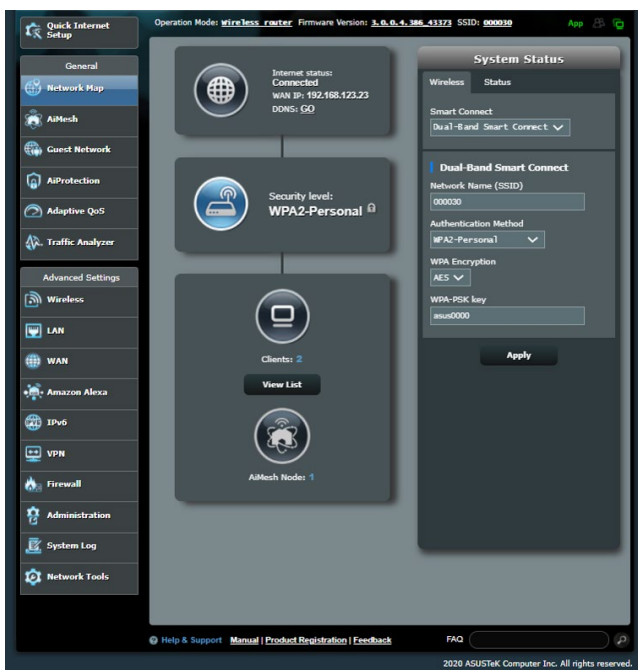 Quick Internet
Setup
Operation Mode: Wireless router Firmware Version: 3.0.0.4.386_43373 SSID: 000030
App
General
Network Map
AiMesh
Guest Network
AiProtection
Adaptive QoS
Traffic Analyzer
Advanced Settings
Wireless
LAN
WAN
Amazon Alexa
IPv6
VPN
Firewall
Administration
System Log
Network Tools
Internet status:
Connected
WAN IP: 192.168.123.23
DDNS: GO
Security level:
WPA2-Personal
Clients: 2
View List
AiMesh Node: 1
System Status
Wireless Status
Smart Connect
Dual-Band Smart Connect
Dual-Band Smart Connect
Network Name (SSID)
000030
Authentication Method
WPA2-Personal
WPA Encryption
AES
WPA-PSK key
asus0000
Apply
Help & Support Manual | Product Registration | Feedback FAQ
2020 ASUSTeK Computer Inc. All rights reserved.